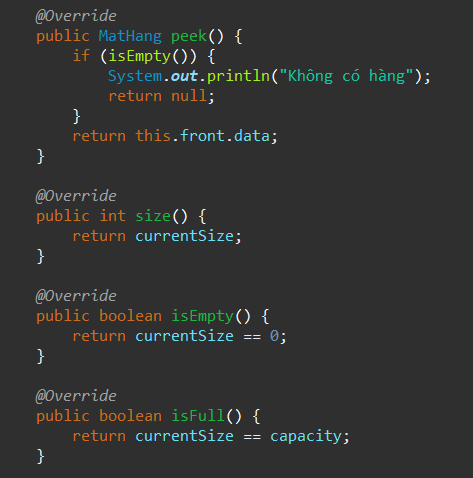 @Override
public MatHang peek() {
if (isEmpty()) {
System.out.println("Không có hàng");
return null;
}
return this.front.data;
}
@Override
public int size() {
return currentSize;
}
@Override
public boolean isEmpty() {
return currentSize == 0;
}
@Override
public boolean isFull() {
return currentSize == capacity;
}